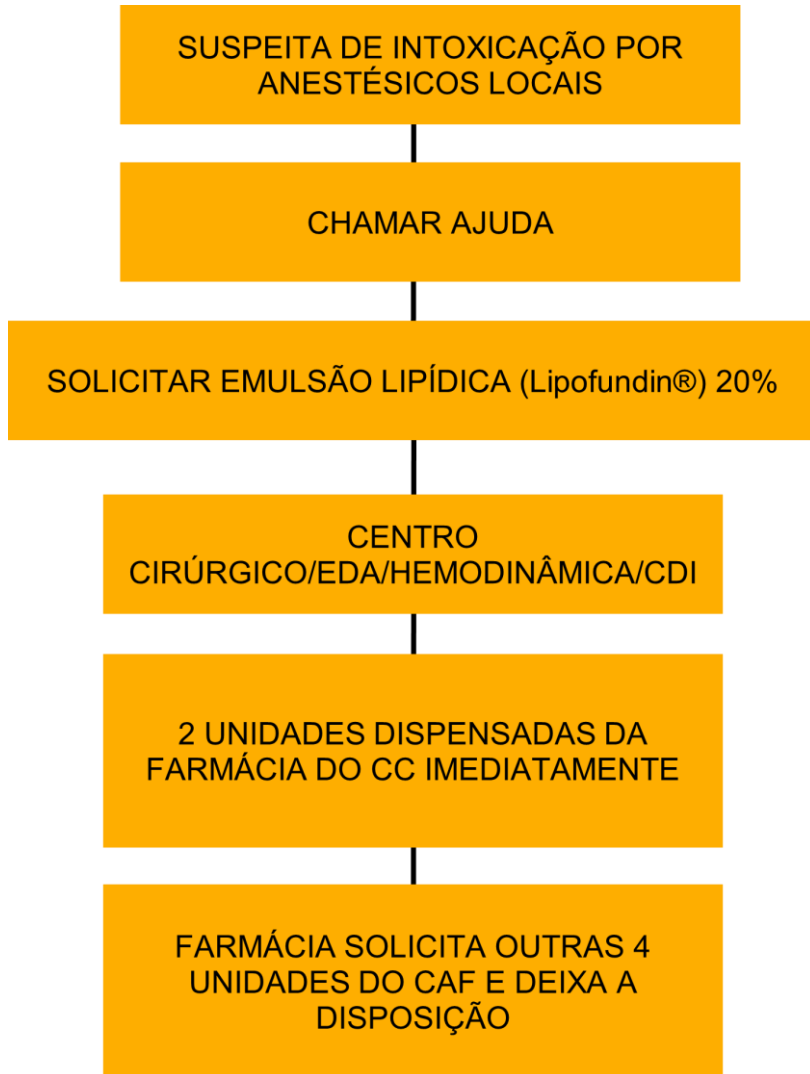 SUSPEITA DE INTOXICAÇÃO POR
ANESTÉSICOS LOCAIS
CHAMAR AJUDA
SOLICITAR EMULSÃO LIPÍDICA (Lipofundin®) 20%
CENTRO
CIRÚRGICO/EDA/HEMODINÂMICA/CDI
2 UNIDADES DISPENSADAS DA
FARMÁCIA DO CC IMEDIATAMENTE
FARMÁCIA SOLICITA OUTRAS 4
UNIDADES DO CAF E DEIXA A
DISPOSIÇÃO